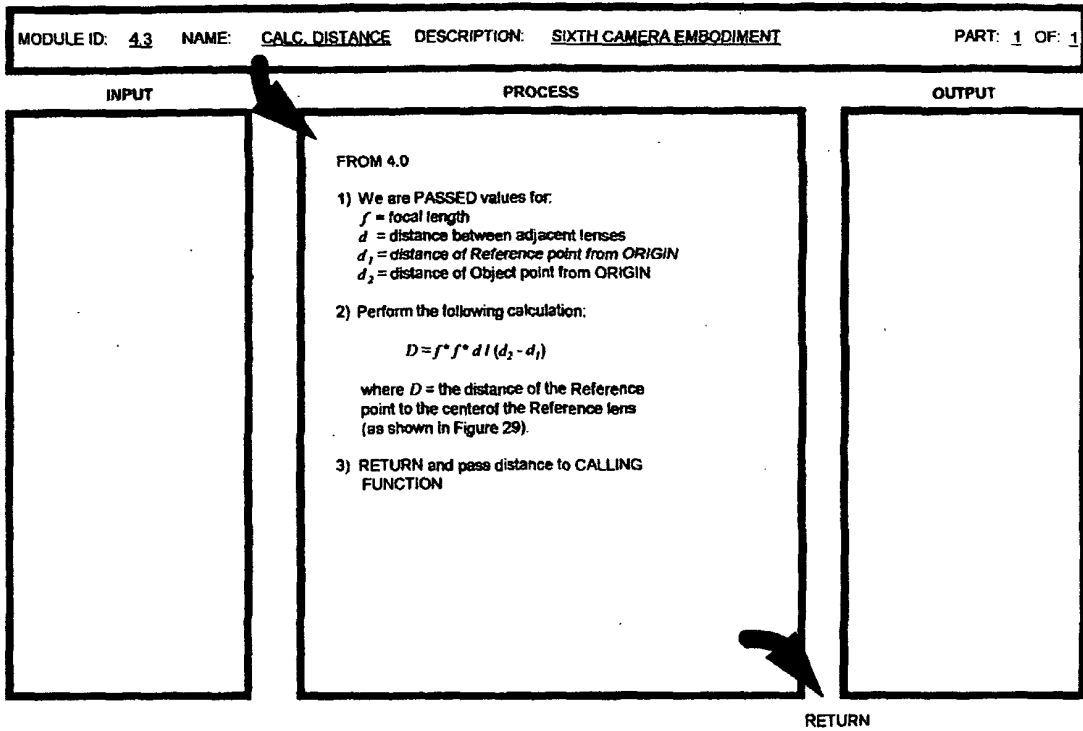 MODULE ID: 4.3 NAME: CALC. DISTANCE DESCRIPTION: SIXTH CAMERA EMBODIMENT PART: 1 OF: 1
INPUT PROCESS OUTPUT
FROM 4.0
1) We are PASSED values for:
f = focal length
d = distance between adjacent lenses
d₁ = distance of Reference point from ORIGIN
d₂ = distance of Object point from ORIGIN
2) Perform the following calculation:
D = f * f * d / (d₂ - d₁)
where D = the distance of the Reference
point to the centerof the Reference lens
(as shown in Figure 29).
3) RETURN and pass distance to CALLING
FUNCTION
RETURN